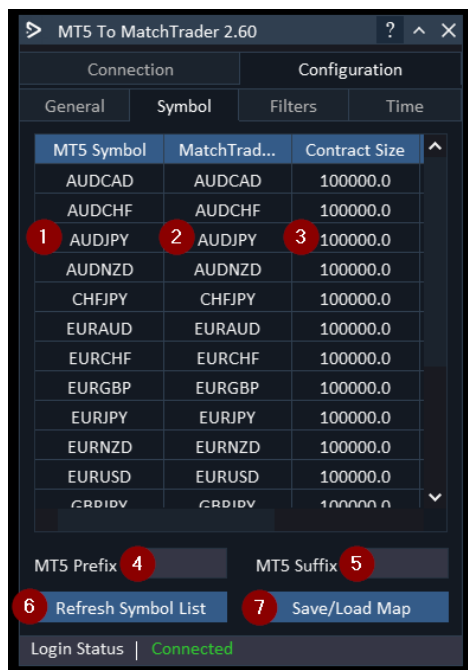 MT5 To MatchTrader 2.60 ? ^ X
Connection Configuration
General Symbol Filters Time
MT5 Symbol MatchTrad... Contract Size
AUDCAD AUDCAD 100000.0
AUDCHF AUDCHF 100000.0
1 AUDJPY 2 AUDJPY 3 100000.0
AUDNZD AUDNZD 100000.0
CHFJPY CHFJPY 100000.0
EURAUD EURAUD 100000.0
EURCHF EURCHF 100000.0
EURGBP EURGBP 100000.0
EURJPY EURJPY 100000.0
EURNZD EURNZD 100000.0
EURUSD EURUSD 100000.0
GBPJPY GBPJPY 100000.0
MT5 Prefix 4 MT5 Suffix 5
6 Refresh Symbol List 7 Save/Load Map
Login Status | Connected